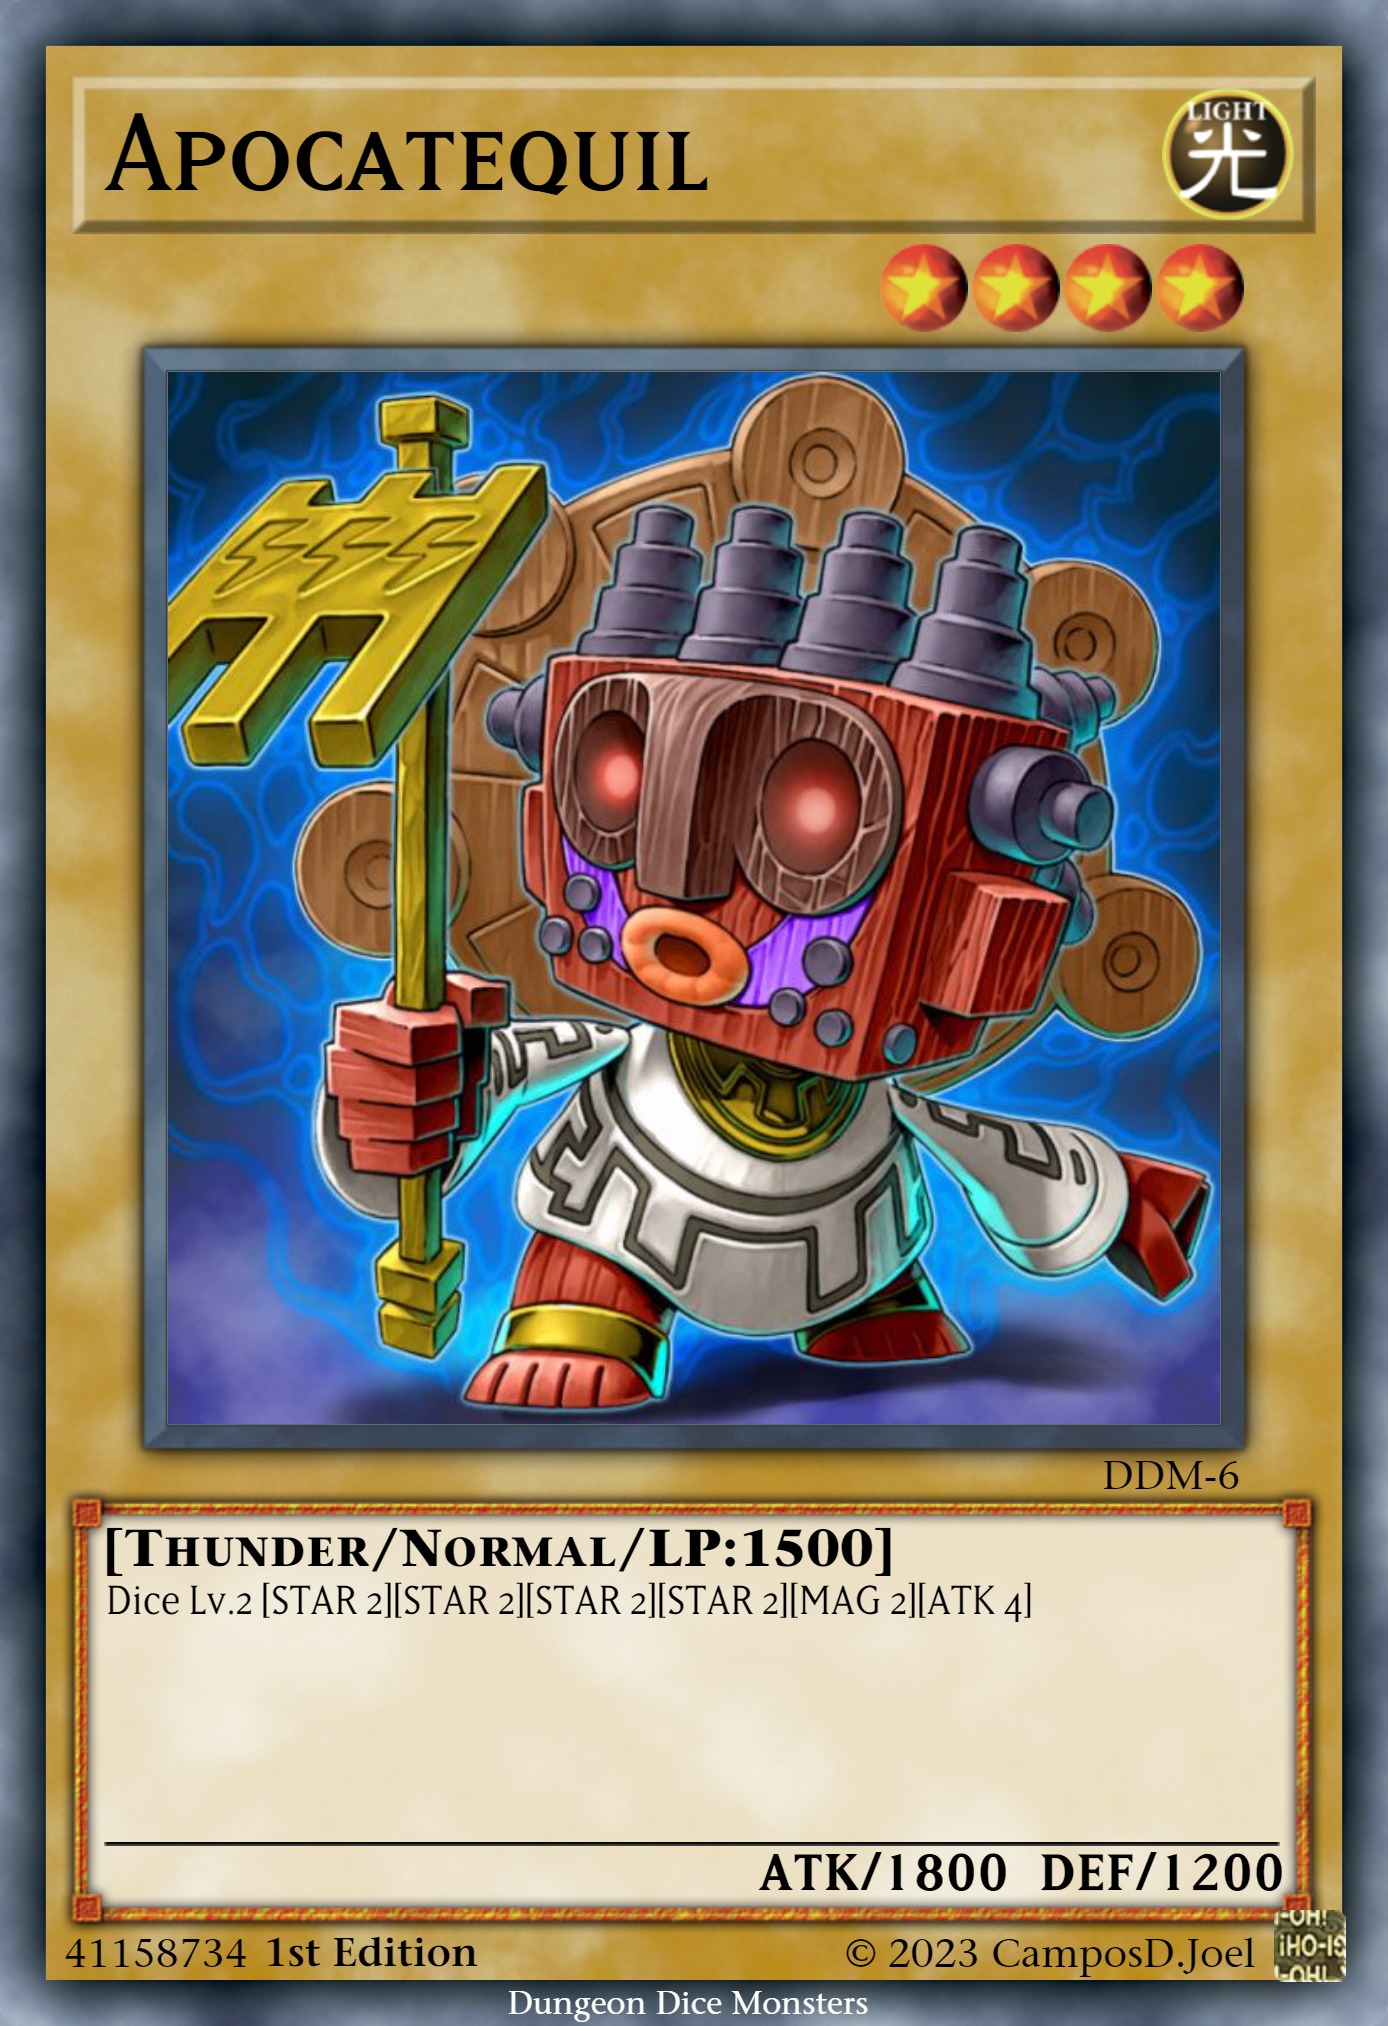 Apocatequil
LIGHT
光
DDM-6
[Thunder/Normal/LP:1500]
Dice Lv.2 [STAR 2][STAR 2][STAR 2][STAR 2][MAG 2][ATK 4]
ATK/1800 DEF/1200
41158734 1st Edition
© 2023 CamposD.Joel
Dungeon Dice Monsters